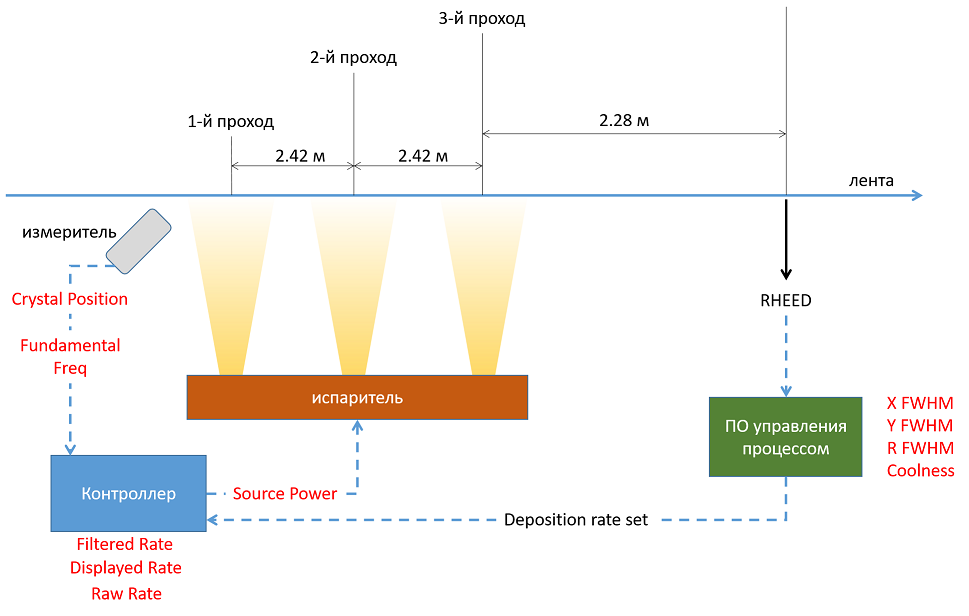 3-й проход
2-й проход
1-й проход
2.28 м
2.42 м
2.42 м
лента
измеритель
Crystal Position
RHEED
Fundamental
Freq
испаритель
ПО управления
процессом
X FWHM
Y FWHM
R FWHM
Coolness
Контроллер
Source Power
Deposition rate set
Filtered Rate
Displayed Rate
Raw Rate